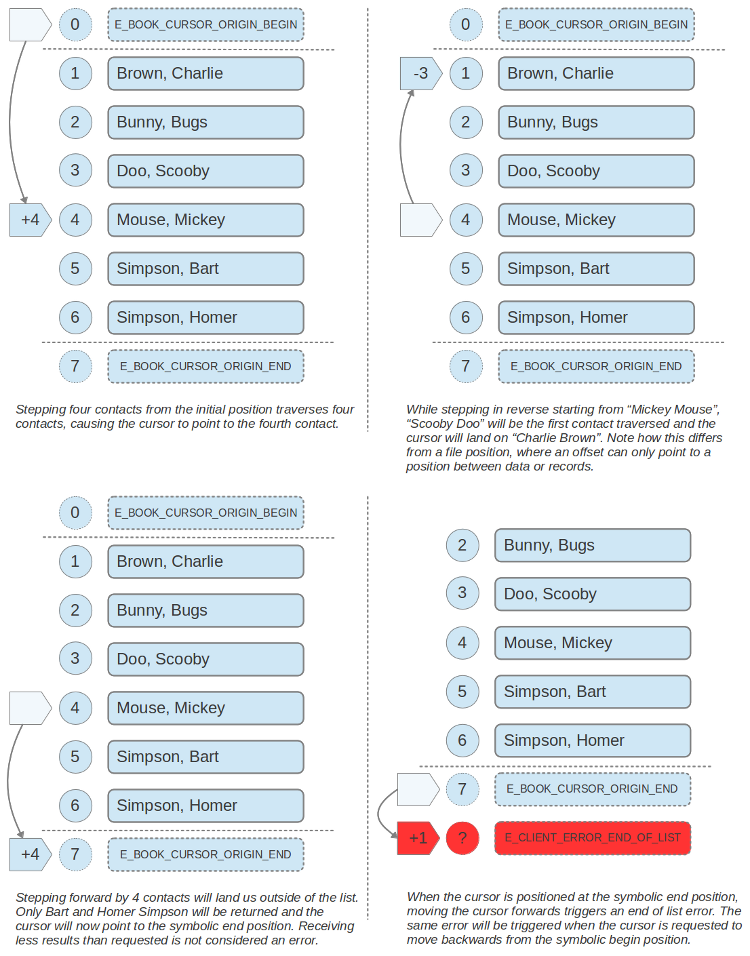 0 E_BOOK_CURSOR_ORIGIN_BEGIN
1 Brown, Charlie
2 Bunny, Bugs
3 Doo, Scooby
+4 4 Mouse, Mickey
5 Simpson, Bart
6 Simpson, Homer
7 E_BOOK_CURSOR_ORIGIN_END
Stepping four contacts from the initial position traverses four
contacts, causing the cursor to point to the fourth contact.
0 E_BOOK_CURSOR_ORIGIN_BEGIN
-3 1 Brown, Charlie
2 Bunny, Bugs
3 Doo, Scooby
4 Mouse, Mickey
5 Simpson, Bart
6 Simpson, Homer
7 E_BOOK_CURSOR_ORIGIN_END
While stepping in reverse starting from “Mickey Mouse”,
“Scooby Doo” will be the first contact traversed and the
cursor will land on “Charlie Brown”. Note how this differs
from a file position, where an offset can only point to a
position between data or records.
0 E_BOOK_CURSOR_ORIGIN_BEGIN
1 Brown, Charlie
2 Bunny, Bugs
3 Doo, Scooby
4 Mouse, Mickey
5 Simpson, Bart
6 Simpson, Homer
+4 7 E_BOOK_CURSOR_ORIGIN_END
Stepping forward by 4 contacts will land us outside of the list.
Only Bart and Homer Simpson will be returned and the
cursor will now point to the symbolic end position. Receiving
less results than requested is not considered an error.
2 Bunny, Bugs
3 Doo, Scooby
4 Mouse, Mickey
5 Simpson, Bart
6 Simpson, Homer
7 E_BOOK_CURSOR_ORIGIN_END
+1 ? E_CLIENT_ERROR_END_OF_LIST
When the cursor is positioned at the symbolic end position,
moving the cursor forwards triggers an end of list error. The
same error will be triggered when the cursor is requested to
move backwards from the symbolic begin position.